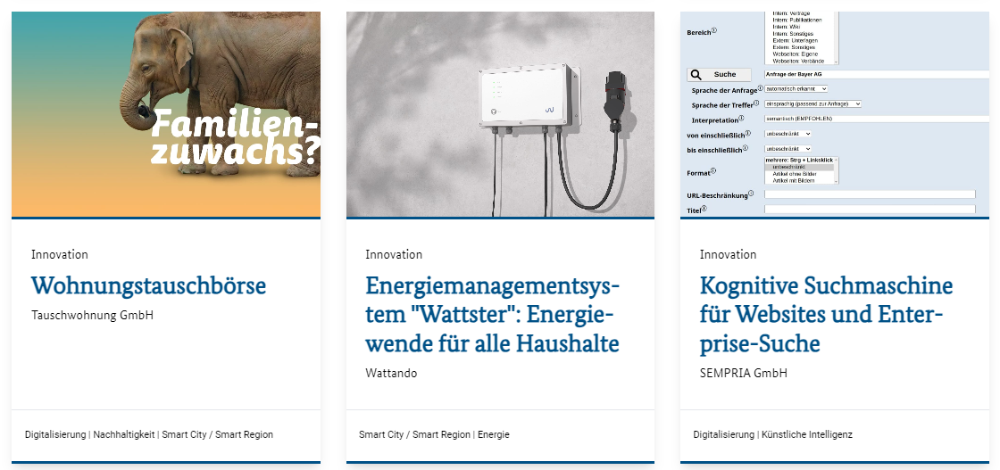 Familien-
zuwachs?
Innovation
Wohnungstauschbörse
Tauschwohnung GmbH
Digitalisierung | Nachhaltigkeit | Smart City / Smart Region
Innovation
Energiemanagementsys-
tem "Wattster": Energie-
wende für alle Haushalte
Wattando
Smart City / Smart Region | Energie
Intern: Verträge
Intern: Publikationen
Bereich
Intern: Wiki
Intern: Sonstiges
Extern: Unterlagen
Extern: Sonstiges
Webseiten: Eigene
Webseiten: Verbände
Suche Anfrage der Bayer AG
Sprache der Anfrage automatisch erkannt
Sprache der Treffer einsprachig (passend zur Anfrage)
Interpretation semantisch (EMPFOHLEN)
von einschließlich unbeschränkt
bis einschließlich unbeschränkt
mehrere: Strg + Linksklick
Format unbeschränkt
Artikel ohne Bilder
Artikel mit Bildern
URL-Beschränkung
Titel
Innovation
Kognitive Suchmaschine
für Websites und Enter-
prise-Suche
SEMPRIA GmbH
Digitalisierung | Künstliche Intelligenz